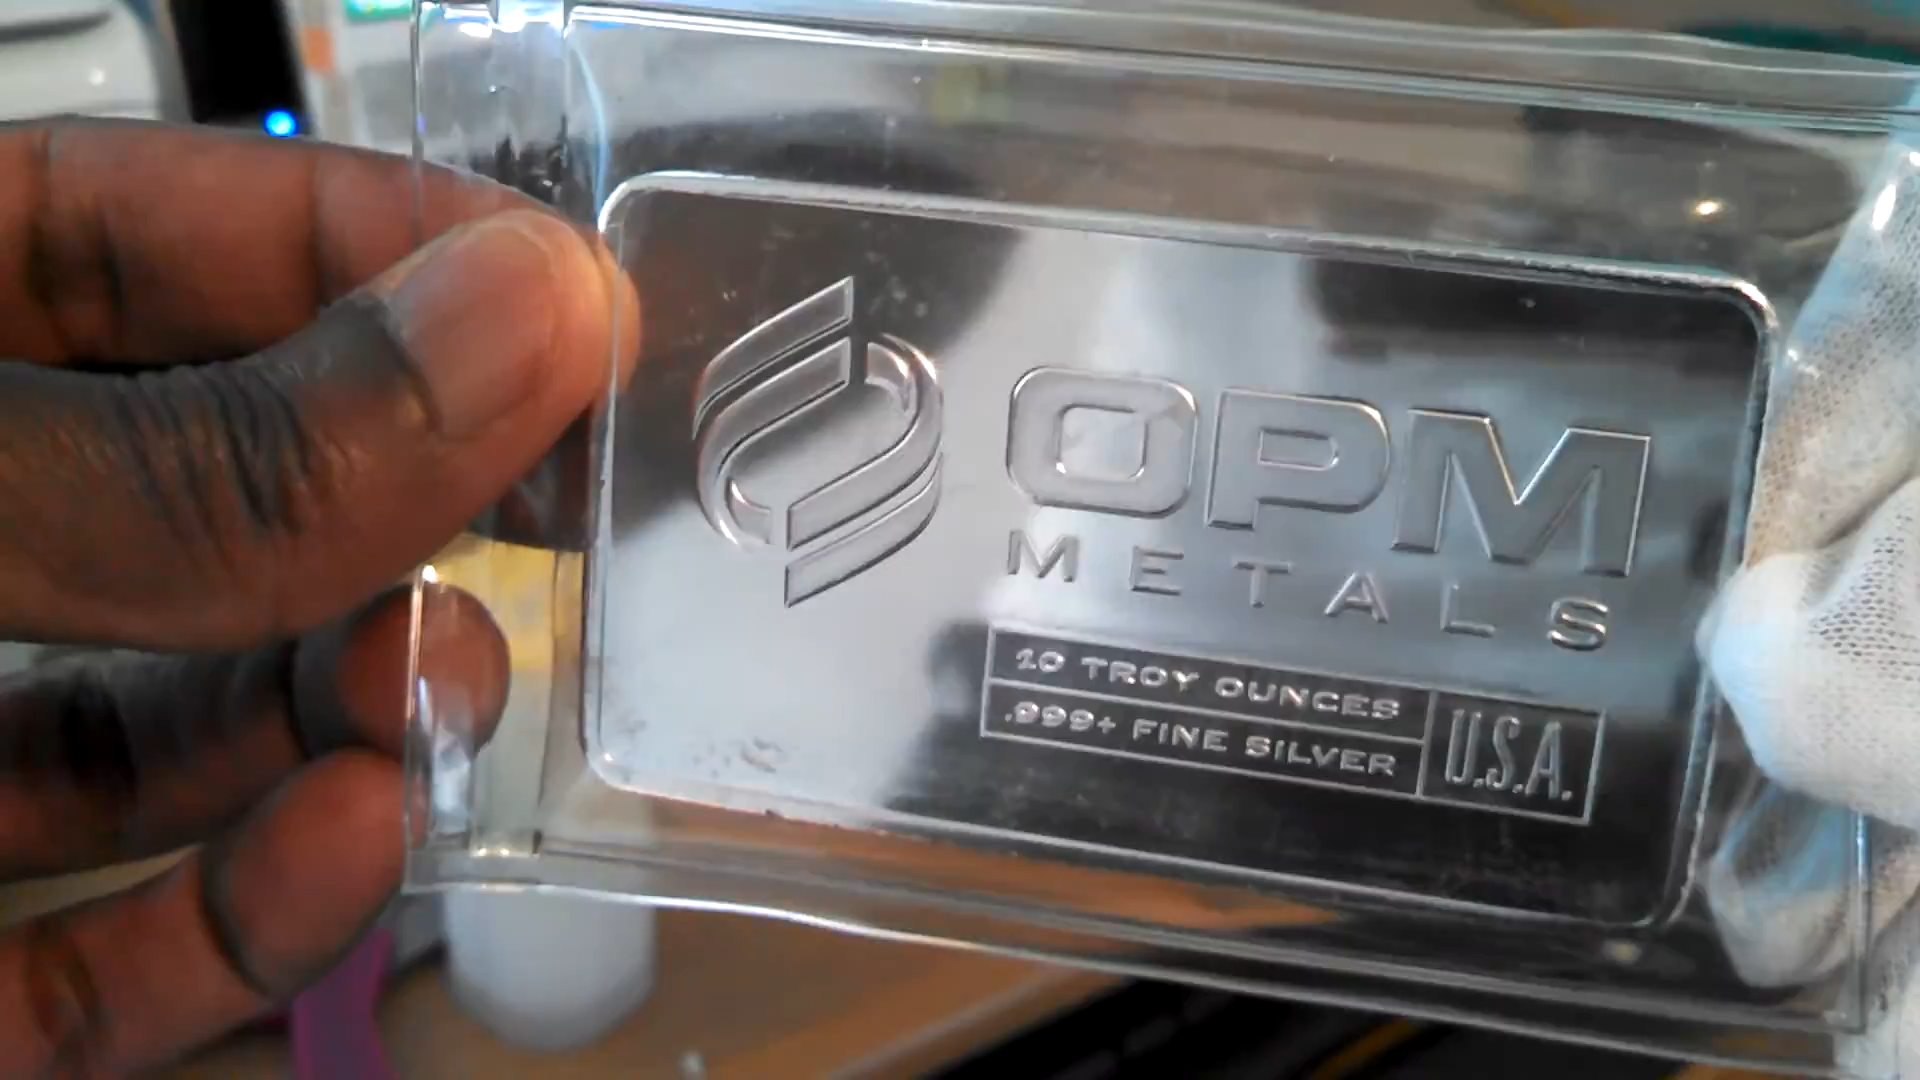 OPM
METALS
10 TROY OUNCES
.999+ FINE SILVER
U.S.A.